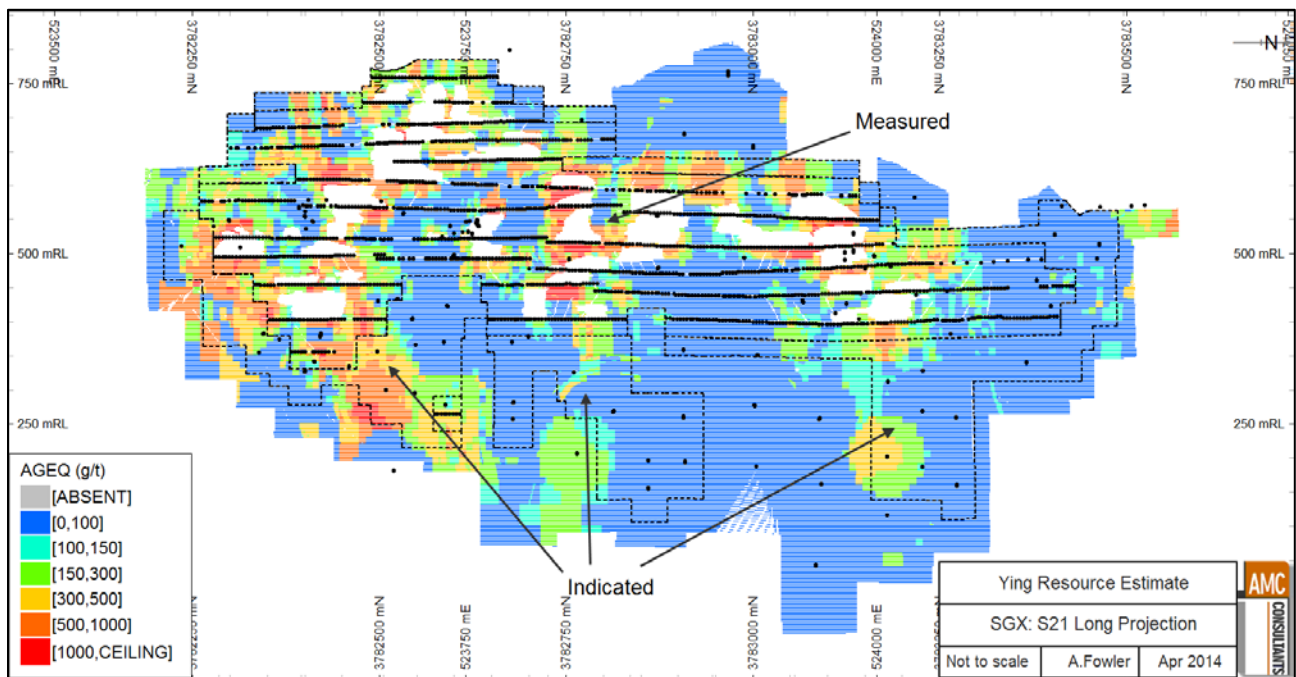 523500 mE
3782250 mN
3782500 mN
523750 mE
3782750 mN
3783000 mN
524000 mE
3783250 mN
3783500 mN
N
750 mRL
750 mRL
Measured
500 mRL
500 mRL
250 mRL
250 mRL
Indicated
AGEQ (g/t)
[ABSENT]
[0,100]
[100,150]
[150,300]
[300,500]
[500,1000]
[1000,CEILING]
3782500 mN
523750 mE
3782750 mN
3783000 mN
524000 mE
Ying Resource Estimate
SGX: S21 Long Projection
Not to scale
A.Fowler
Apr 2014
AMC
CONSULTANTS